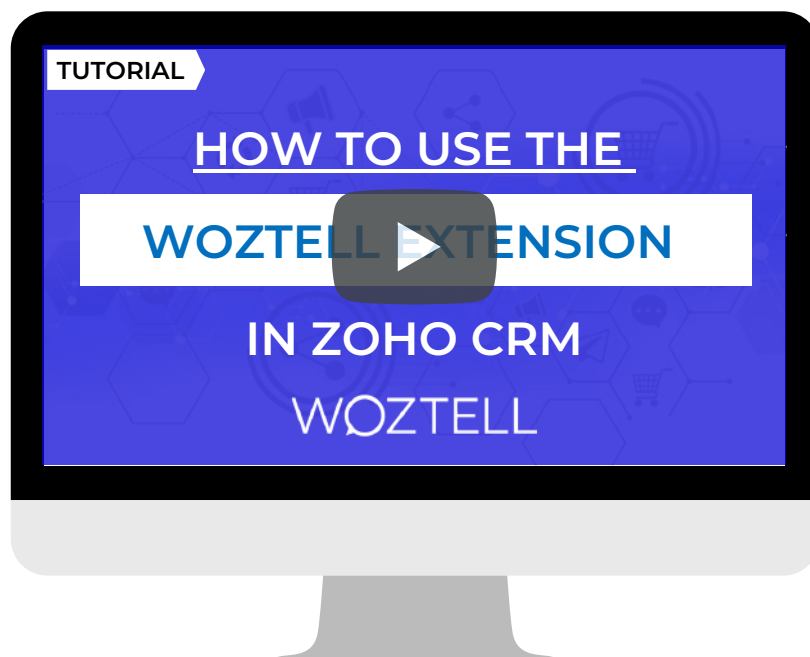 TUTORIAL
HOW TO USE THE
WOZTELL EXTENSION
IN ZOHO CRM
WOZTELL